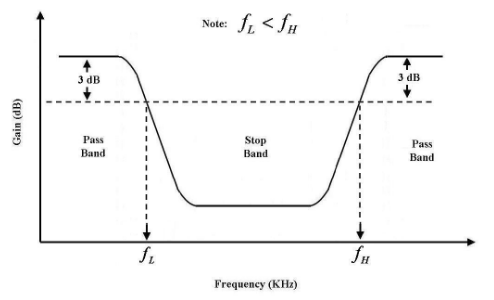 Note: f_L < f_H
3 dB
3 dB
Gain (dB)
Pass
Band
Stop
Band
Pass
Band
f_L
f_H
Frequency (KHz)